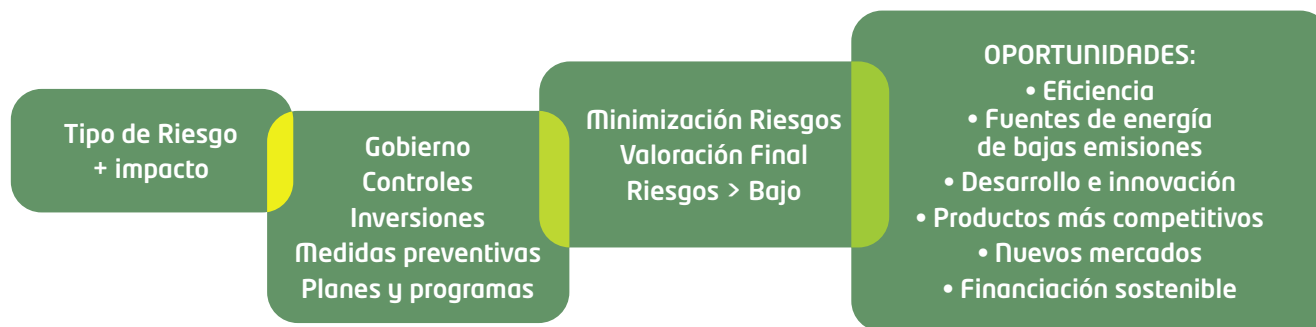 Tipo de Riesgo
+ impacto
Gobierno
Controles
Inversiones
Medidas preventivas
Planes y programas
Minimización Riesgos
Valoración Final
Riesgos > Bajo
OPORTUNIDADES:
• Eficiencia
• Fuentes de energía
de bajas emisiones
• Desarrollo e innovación
• Productos más competitivos
• Nuevos mercados
• Financiación sostenible